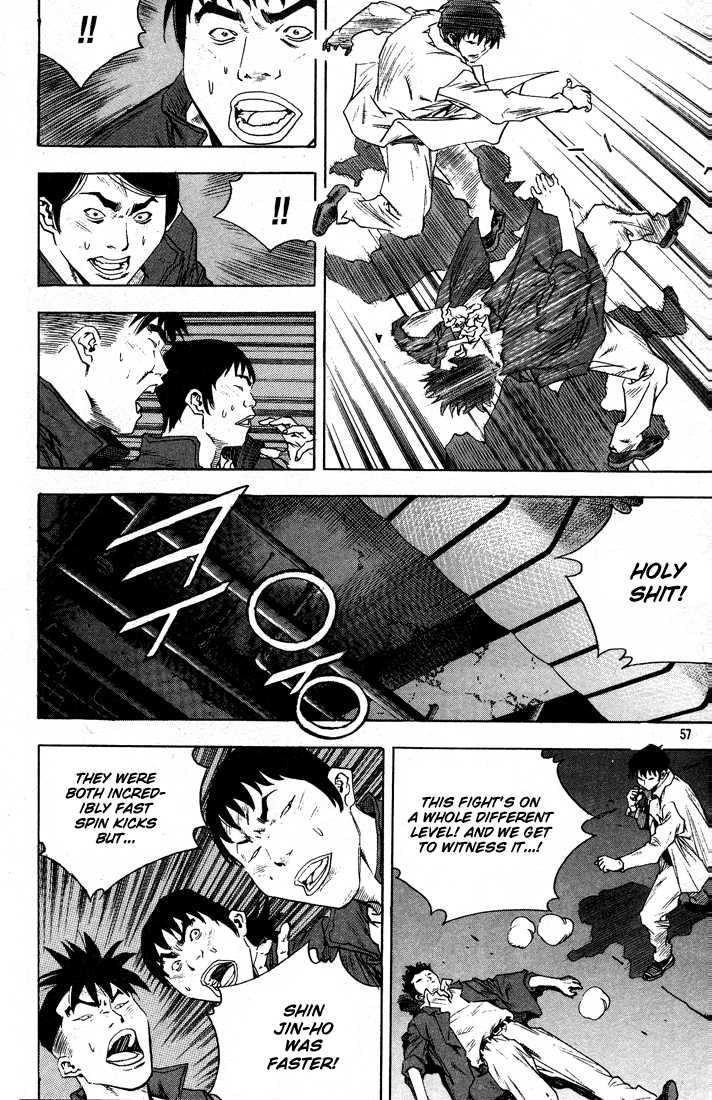 !!
!!
HOLY
SHIT!
57
THEY WERE
BOTH INCRED-
IBLY FAST
SPIN KICKS
BUT...
SHIN
JIN-HO
WAS
FASTER!
THIS FIGHT'S ON
A WHOLE DIFFERENT
LEVEL! AND WE GET
TO WITNESS IT...!